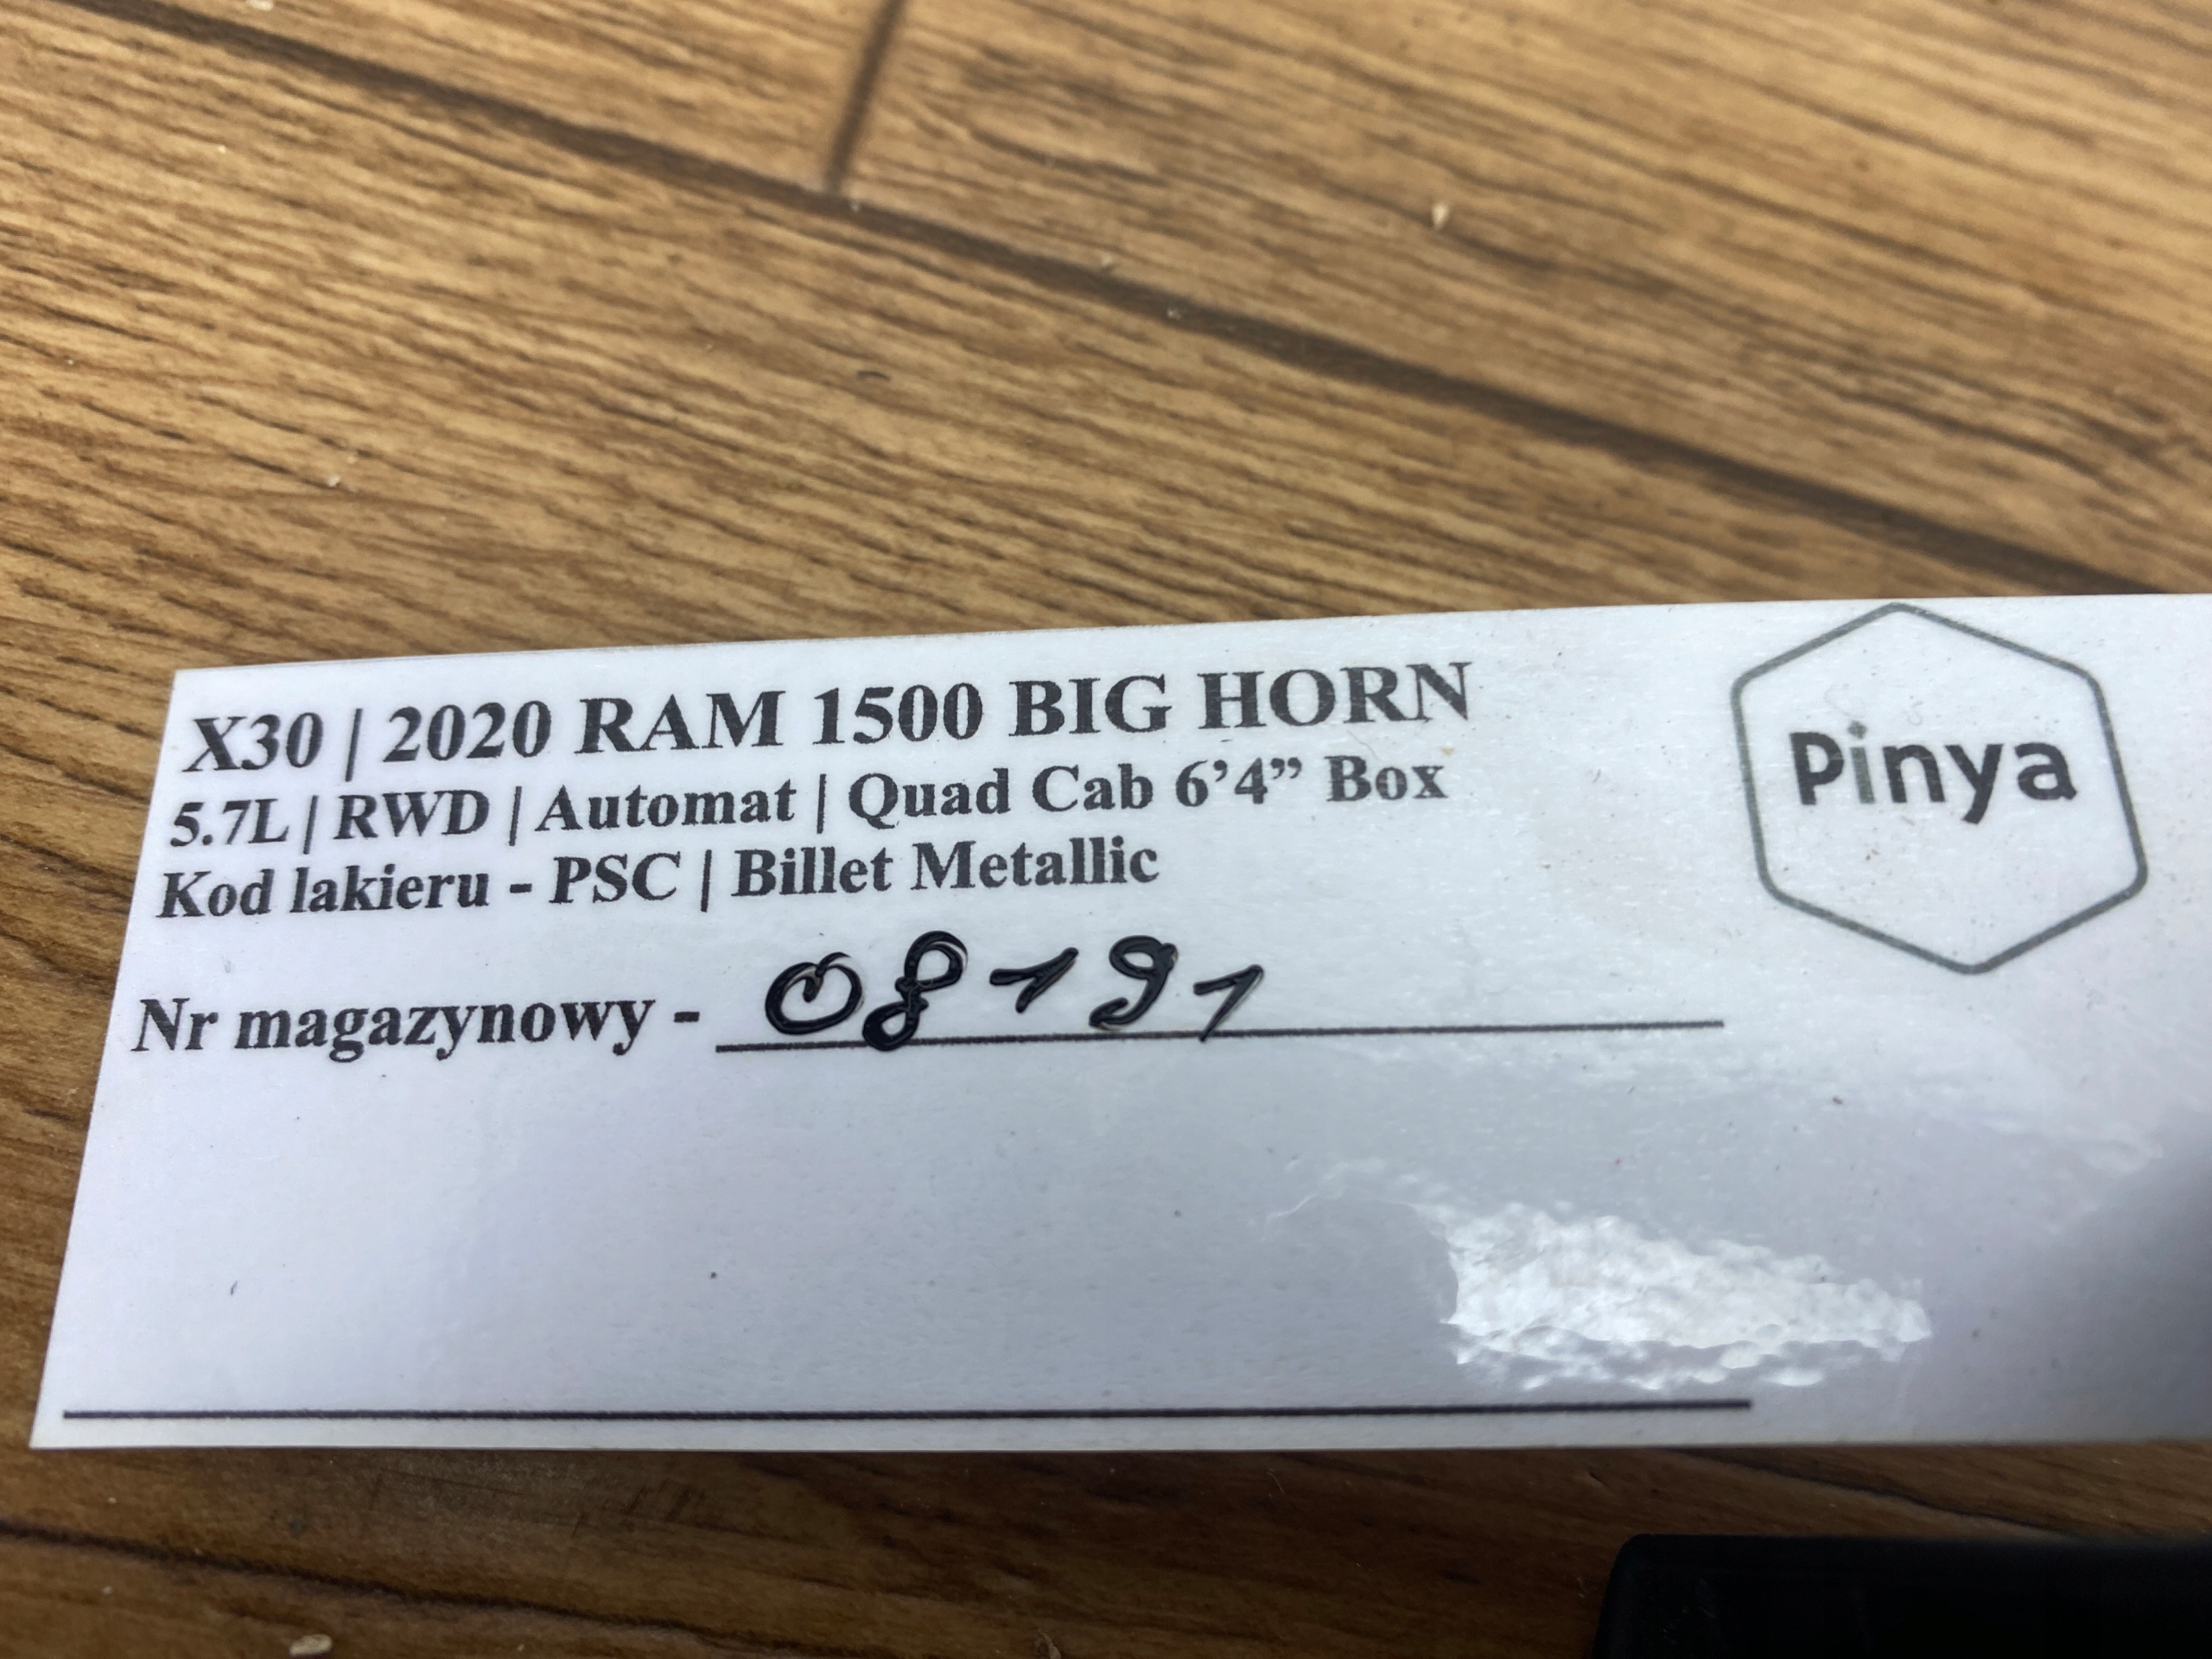 X30 | 2020 RAM 1500 BIG HORN
5.7L | RWD | Automat | Quad Cab 6’4” Box
Kod lakieru - PSC | Billet Metallic
Nr magazynowy - 08191
Pinya